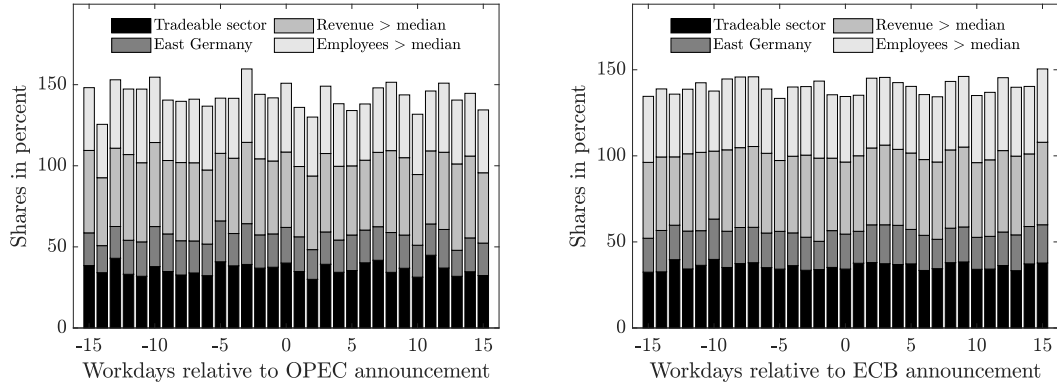 Tradeable sector
Revenue > median
East Germany
Employees > median
150
100
50
0
Shares in percent
-15
-10
-5
0
5
10
15
Workdays relative to OPEC announcement
Tradeable sector
Revenue > median
East Germany
Employees > median
150
100
50
0
Shares in percent
-15
-10
-5
0
5
10
15
Workdays relative to ECB announcement